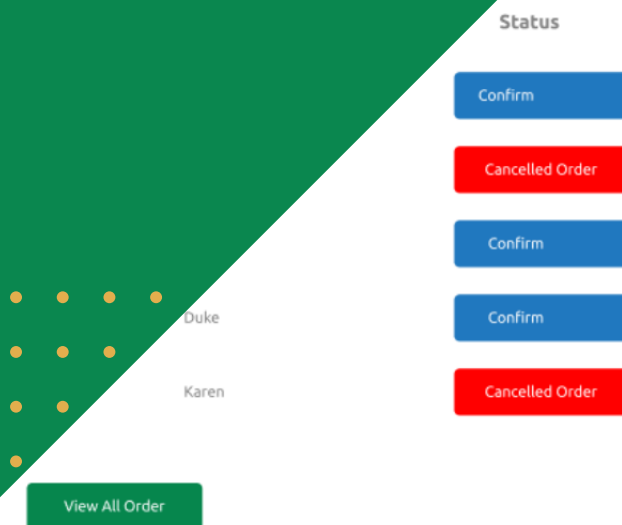 Status
Confirm
Cancelled Order
Confirm
Duke Confirm
Karen Cancelled Order
View All Order